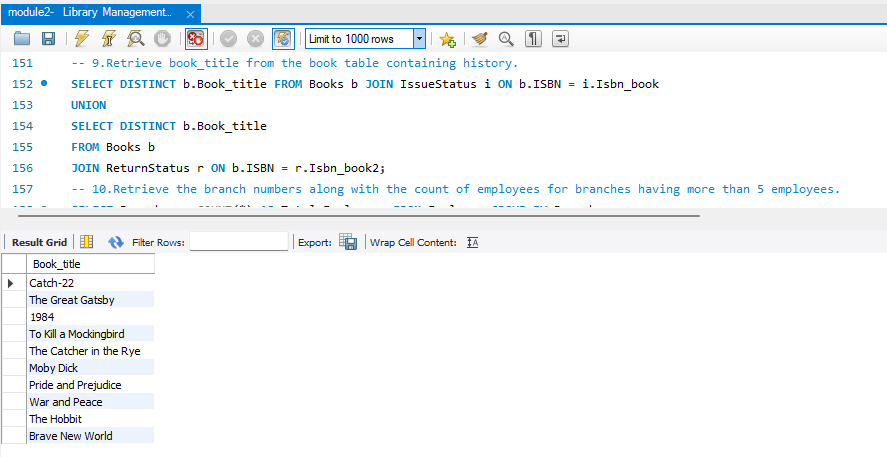 module2- Library Management...
Limit to 1000 rows
151 -- 9.Retrieve book_title from the book table containing history.
152 SELECT DISTINCT b.Book_title FROM Books b JOIN IssueStatus i ON b.ISBN = i.Isbn_book
153 UNION
154 SELECT DISTINCT b.Book_title
155 FROM Books b
156 JOIN ReturnStatus r ON b.ISBN = r.Isbn_book2;
157 -- 10.Retrieve the branch numbers along with the count of employees for branches having more than 5 employees.
Result Grid Filter Rows: Export: Wrap Cell Content:
Book_title
Catch-22
The Great Gatsby
1984
To Kill a Mockingbird
The Catcher in the Rye
Moby Dick
Pride and Prejudice
War and Peace
The Hobbit
Brave New World